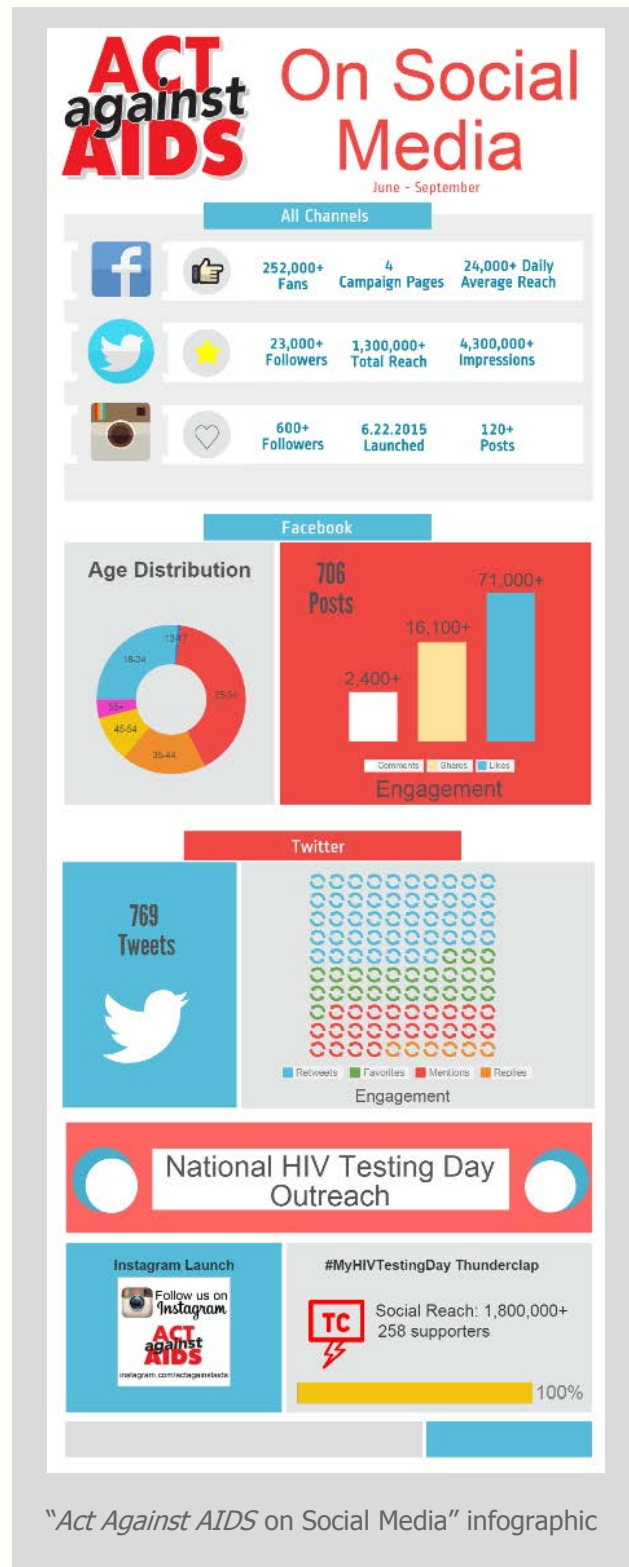 ACT
against
AIDS
On Social
Media
June - September
All Channels
252,000+
Fans
4
Campaign Pages
24,000+ Daily
Average Reach
23,000+
Followers
1,300,000+
Total Reach
4,300,000+
Impressions
600+
Followers
6.22.2015
Launched
120+
Posts
Facebook
Age Distribution
13-17
18-24
25-34
55+
45-54
35-44
706
Posts
71,000+
16,100+
2,400+
Comments Shares Likes
Engagement
Twitter
769
Tweets
Retweets Favorites Mentions Replies
Engagement
National HIV Testing Day
Outreach
Instagram Launch
Follow us on
Instagram
ACT
against
AIDS
instagram.com/actagainstaids
#MyHIVTestingDay Thunderclap
TC
Social Reach: 1,800,000+
258 supporters
100%
"Act Against AIDS on Social Media" infographic